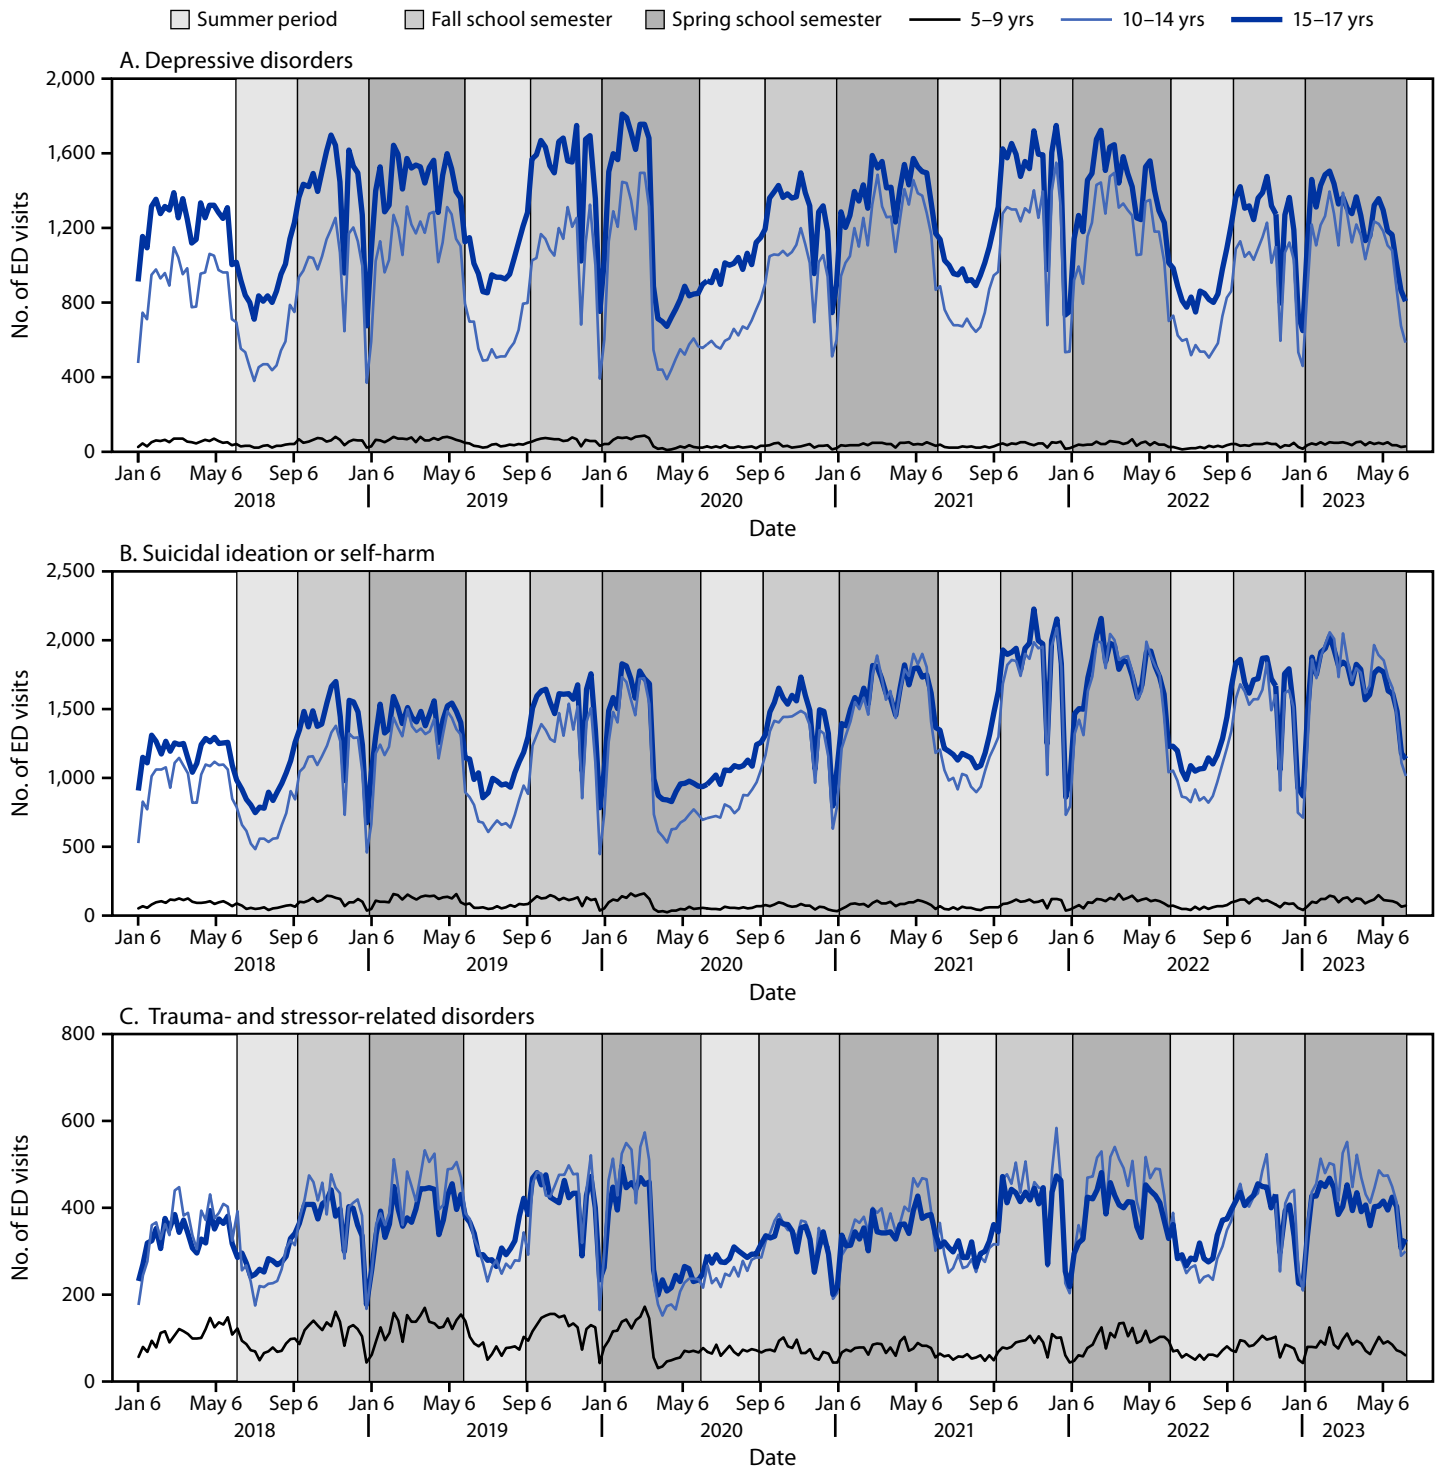 Summer period Fall school semester Spring school semester 5–9 yrs 10–14 yrs 15–17 yrs
A. Depressive disorders
No. of ED visits
2,000
1,600
1,200
800
400
0
Jan 6 May 6 Sep 6 Jan 6 May 6 Sep 6 Jan 6 May 6 Sep 6 Jan 6 May 6 Sep 6 Jan 6 May 6 Sep 6 Jan 6 May 6
2018 2019 2020 2021 2022 2023
Date
B. Suicidal ideation or self-harm
No. of ED visits
2,500
2,000
1,500
1,000
500
0
Jan 6 May 6 Sep 6 Jan 6 May 6 Sep 6 Jan 6 May 6 Sep 6 Jan 6 May 6 Sep 6 Jan 6 May 6 Sep 6 Jan 6 May 6
2018 2019 2020 2021 2022 2023
Date
C. Trauma- and stressor-related disorders
No. of ED visits
800
600
400
200
0
Jan 6 May 6 Sep 6 Jan 6 May 6 Sep 6 Jan 6 May 6 Sep 6 Jan 6 May 6 Sep 6 Jan 6 May 6 Sep 6 Jan 6 May 6
2018 2019 2020 2021 2022 2023
Date